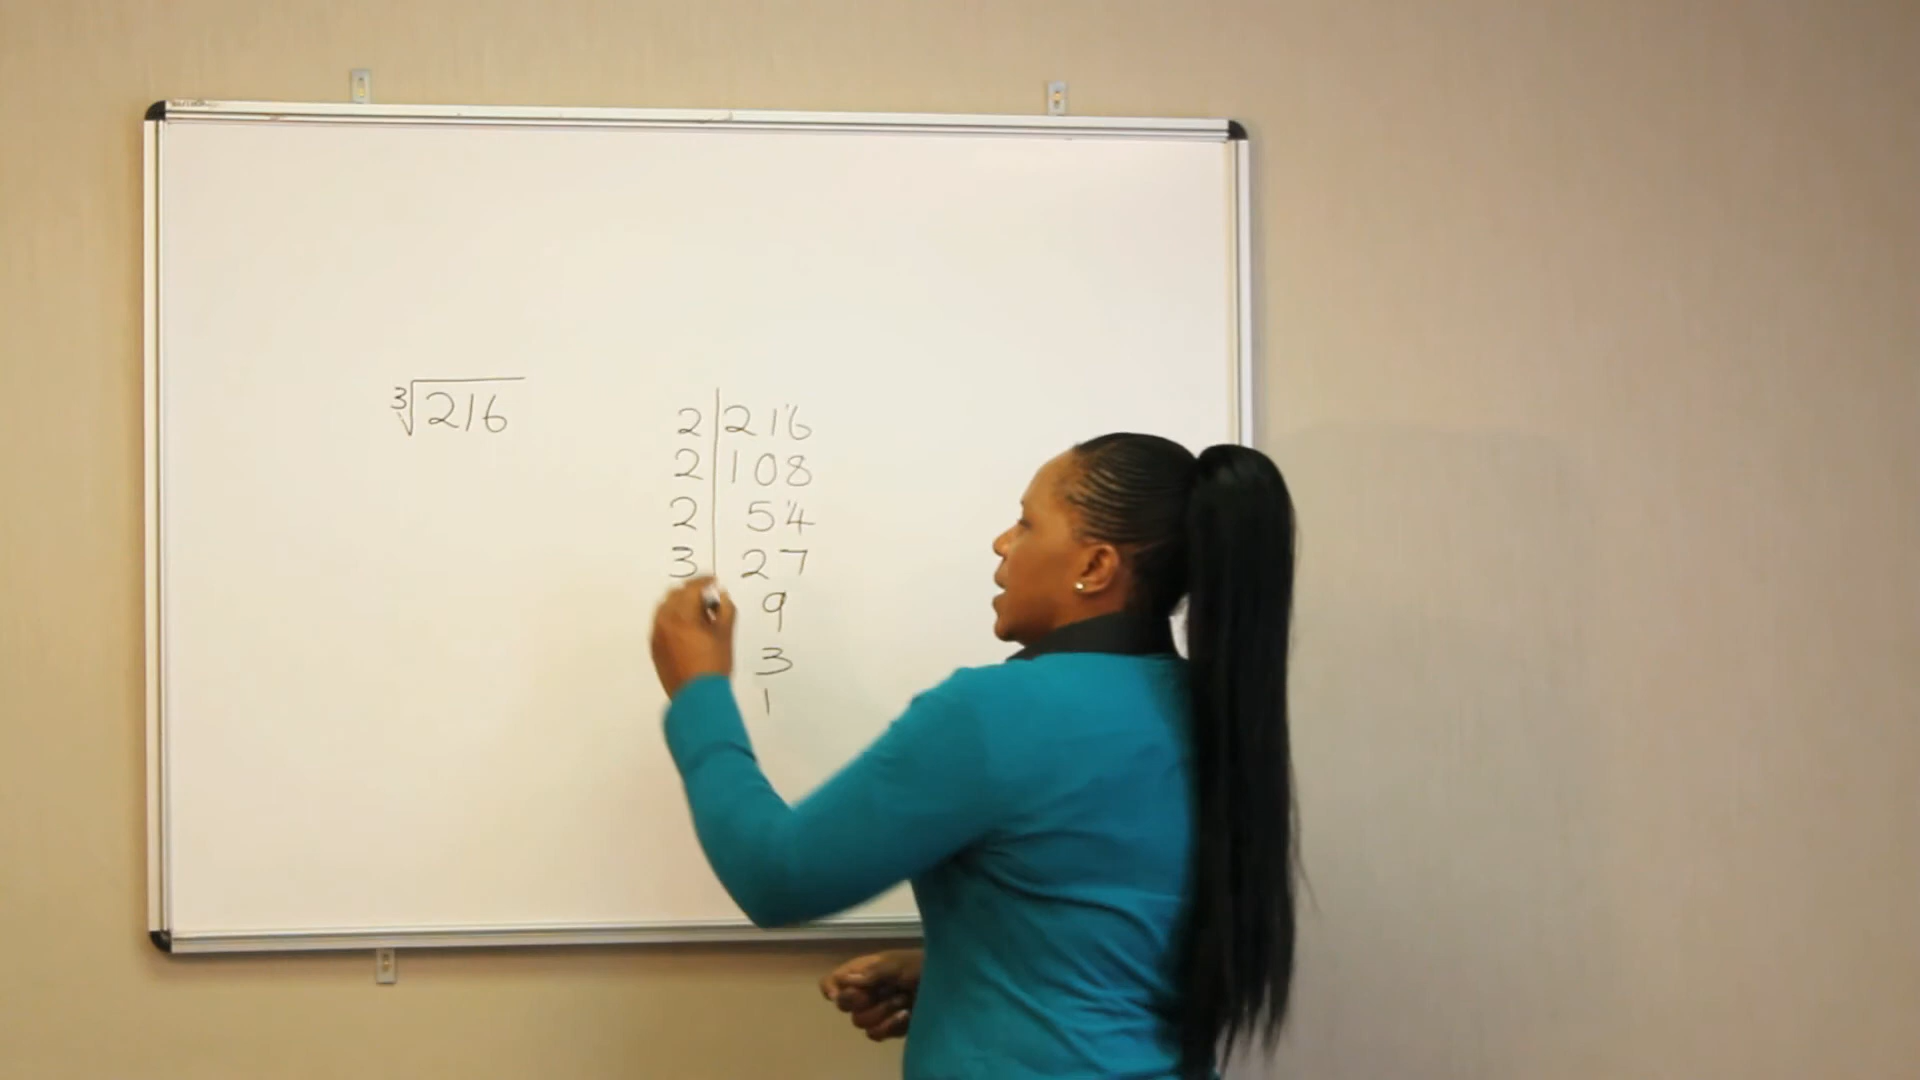 ∛216
2 | 216
2 | 108
2 | 54
3 | 27
9
3
1